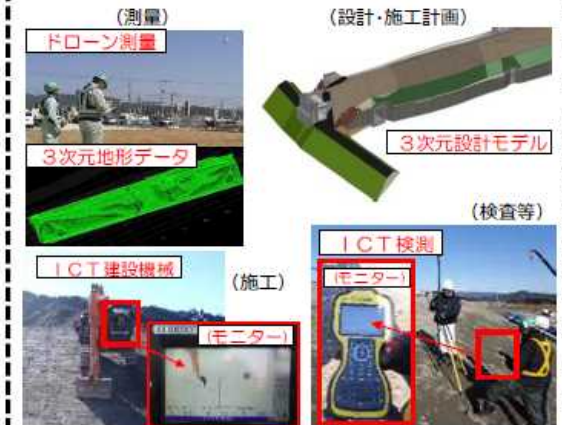 (測量)
ドローン測量
3次元地形データ
(設計・施工計画)
3次元設計モデル
(検査等)
ICT検測
(モニター)
ICT建設機械
(施工)
(モニター)